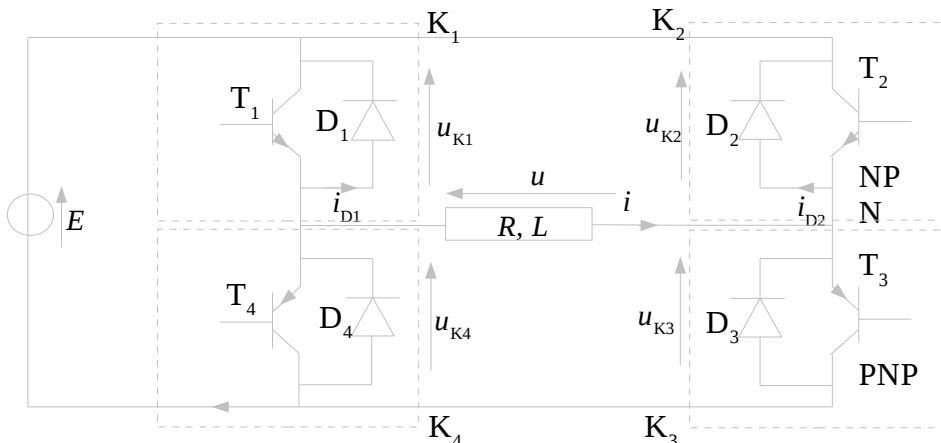 K1
K2
T1
D1
uK1
uK2
D2
T2
NP
N
u
i
iD1
iD2
E
R, L
T4
D4
uK4
uK3
D3
T3
PNP
K4
K3